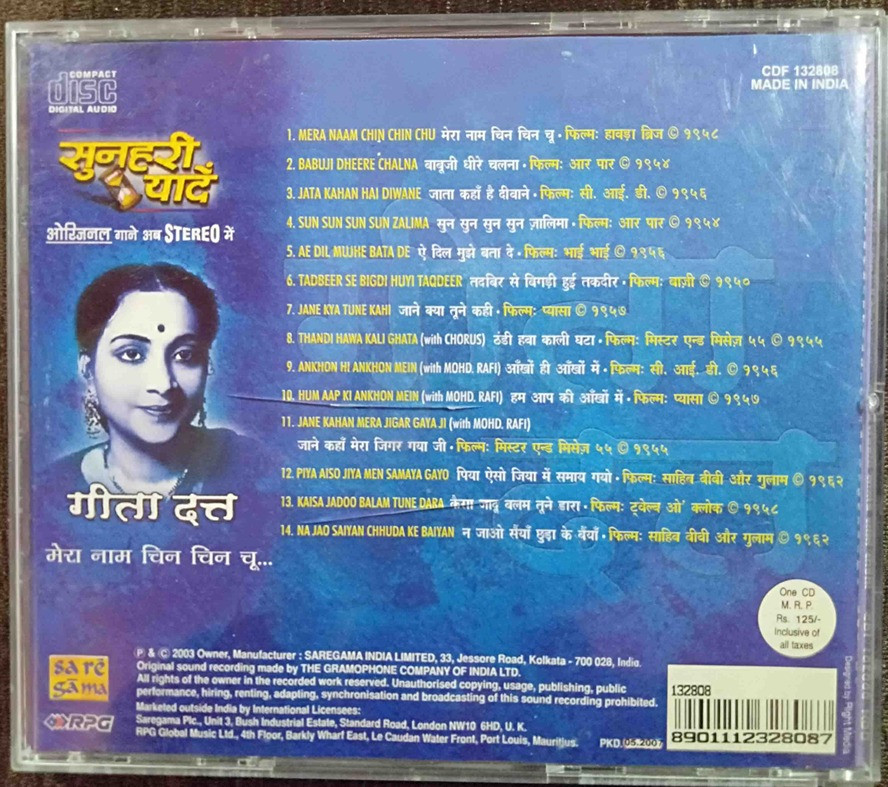 COMPACT
disc
DIGITAL AUDIO
CDF 132808
MADE IN INDIA
सुनहरी
यादें
ओरिजनल गाने अब STEREO में
1. MERA NAAM CHIN CHIN CHU मेरा नाम चिन चिन चू • फिल्मः हावड़ा ब्रिज © १९५८
2. BABUJI DHEERE CHALNA बाबूजी धीरे चलना • फिल्मः आर पार © १९५४
3. JATA KAHAN HAI DIWANE जाता कहाँ है दीवाने • फिल्मः सी. आई. डी. © १९५६
4. SUN SUN SUN SUN ZALIMA सुन सुन सुन सुन ज़ालिमा • फिल्मः आर पार © १९५४
5. AE DIL MUJHE BATA DE ऐ दिल मुझे बता दे • फिल्मः भाई भाई © १९५६
6. TADBEER SE BIGDI HUYI TAQDEER तदबिर से बिगड़ी हुई तकदीर • फिल्मः बाज़ी © १९५०
7. JANE KYA TUNE KAHI जाने क्या तूने कही • फिल्मः प्यासा © १९५७
8. THANDI HAWA KALI GHATA (with CHORUS) ठंडी हवा काली घटा • फिल्मः मिस्टर एन्ड मिसेज़ ५५ © १९५५
9. ANKHON HI ANKHON MEIN (with MOHD. RAFI) आँखों ही आँखों में • फिल्मः सी. आई. डी. © १९५६
10. HUM AAP KI ANKHON MEIN (with MOHD. RAFI) हम आप की आँखों में • फिल्मः प्यासा © १९५७
11. JANE KAHAN MERA JIGAR GAYA JI (with MOHD. RAFI)
जाने कहाँ मेरा जिगर गया जी • फिल्मः मिस्टर एन्ड मिसेज़ ५५ © १९५५
12. PIYA AISO JIYA MEN SAMAYA GAYO पिया ऐसो जिया में समाय गयो • फिल्मः साहिब बीबी और गुलाम © १९६२
13. KAISA JADOO BALAM TUNE DARA कैसा जादू बलम तूने डारा • फिल्मः ट्वेल्व ओ' क्लोक © १९५८
14. NA JAO SAIYAN CHHUDA KE BAIYAN न जाओ सैंयाँ छुड़ा के बैंयाँ • फिल्मः साहिब बीबी और गुलाम © १९६२
गीता दत्त
मेरा नाम चिन चिन चू...
गीता
दत्त
One CD
M. R. P.
Rs. 125/-
Inclusive of
all taxes
sa rē
gāma
RPG
℗ & © 2003 Owner, Manufacturer : SAREGAMA INDIA LIMITED, 33, Jessore Road, Kolkata - 700 028, India.
Original sound recording made by THE GRAMOPHONE COMPANY OF INDIA LTD.
All rights of the owner in the recorded work reserved. Unauthorised copying, usage, publishing, public
performance, hiring, renting, adapting, synchronisation and broadcasting of this sound recording prohibited.
Marketed outside India by International Licensees:
Saregama Plc., Unit 3, Bush Industrial Estate, Standard Road, London NW10 6HD, U. K.
RPG Global Music Ltd., 4th Floor, Barkly Wharf East, Le Caudan Water Front, Port Louis, Mauritius.
PKD. 05.2007
132808
8901112328087
Designed by Right Media